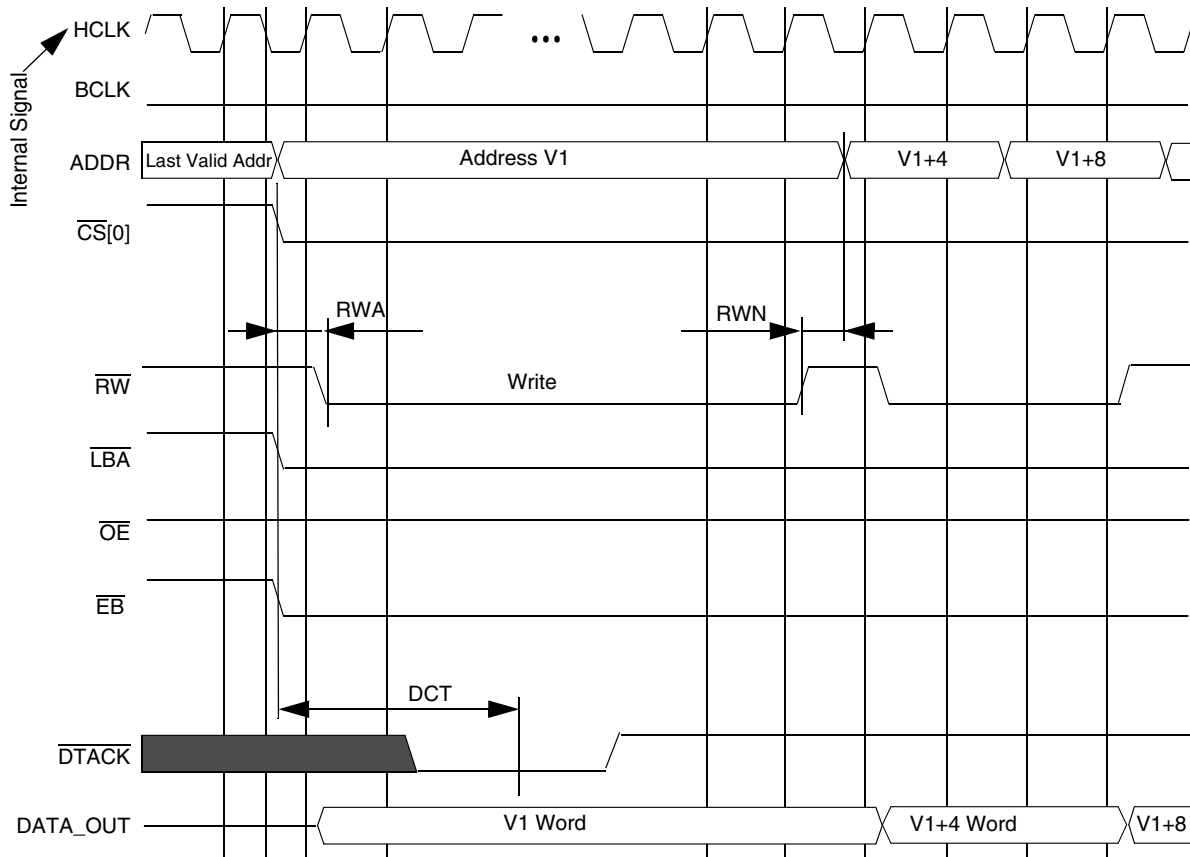 Internal Signal
HCLK
...
BCLK
ADDR Last Valid Addr Address V1 V1+4 V1+8
CS[0]
RWA RWN
RW Write
LBA
OE
EB
DCT
DTACK
DATA_OUT V1 Word V1+4 Word V1+8